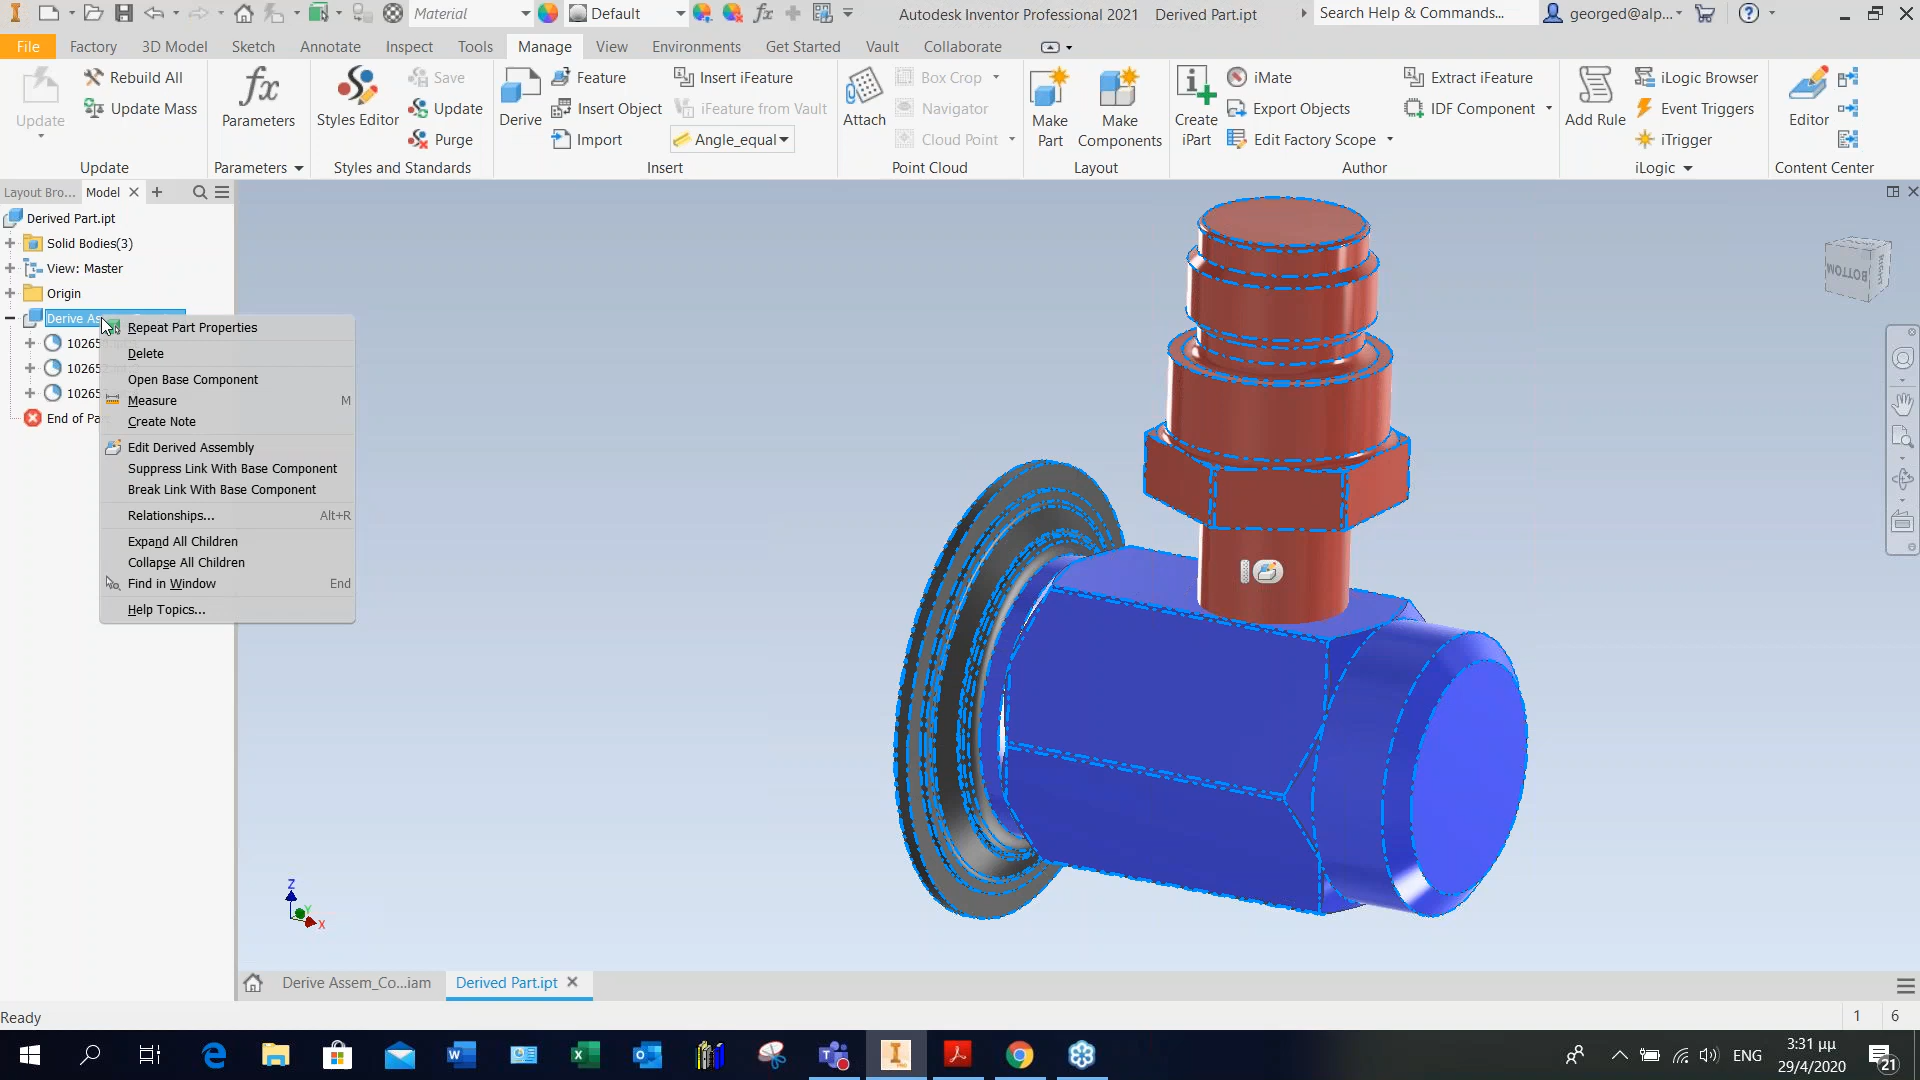 Material
Default
Autodesk Inventor Professional 2021 Derived Part.ipt
Search Help & Commands...
georged@alp...
File Factory 3D Model Sketch Annotate Inspect Tools Manage View Environments Get Started Vault Collaborate
Update
Rebuild All
Update Mass
Update
fx
Parameters
Parameters
Styles Editor
Save
Update
Purge
Styles and Standards
Derive
Feature
Insert Object
Import
Insert iFeature
iFeature from Vault
Angle_equal
Insert
Attach
Box Crop
Navigator
Cloud Point
Point Cloud
Make Part
Make Components
Layout
Create iPart
iMate
Export Objects
Edit Factory Scope
Extract iFeature
IDF Component
Author
Add Rule
iLogic Browser
Event Triggers
iTrigger
iLogic
Editor
Content Center
Layout Bro... Model
Derived Part.ipt
Solid Bodies(3)
View: Master
Origin
Derive As
1026
1026
1026
End of Pa
Repeat Part Properties
Delete
Open Base Component
Measure M
Create Note
Edit Derived Assembly
Suppress Link With Base Component
Break Link With Base Component
Relationships... Alt+R
Expand All Children
Collapse All Children
Find in Window End
Help Topics...
BOTTOM
Z
Y
X
Derive Assem_Co...iam Derived Part.ipt
Ready
1 6
ENG
3:31 μμ
29/4/2020
21